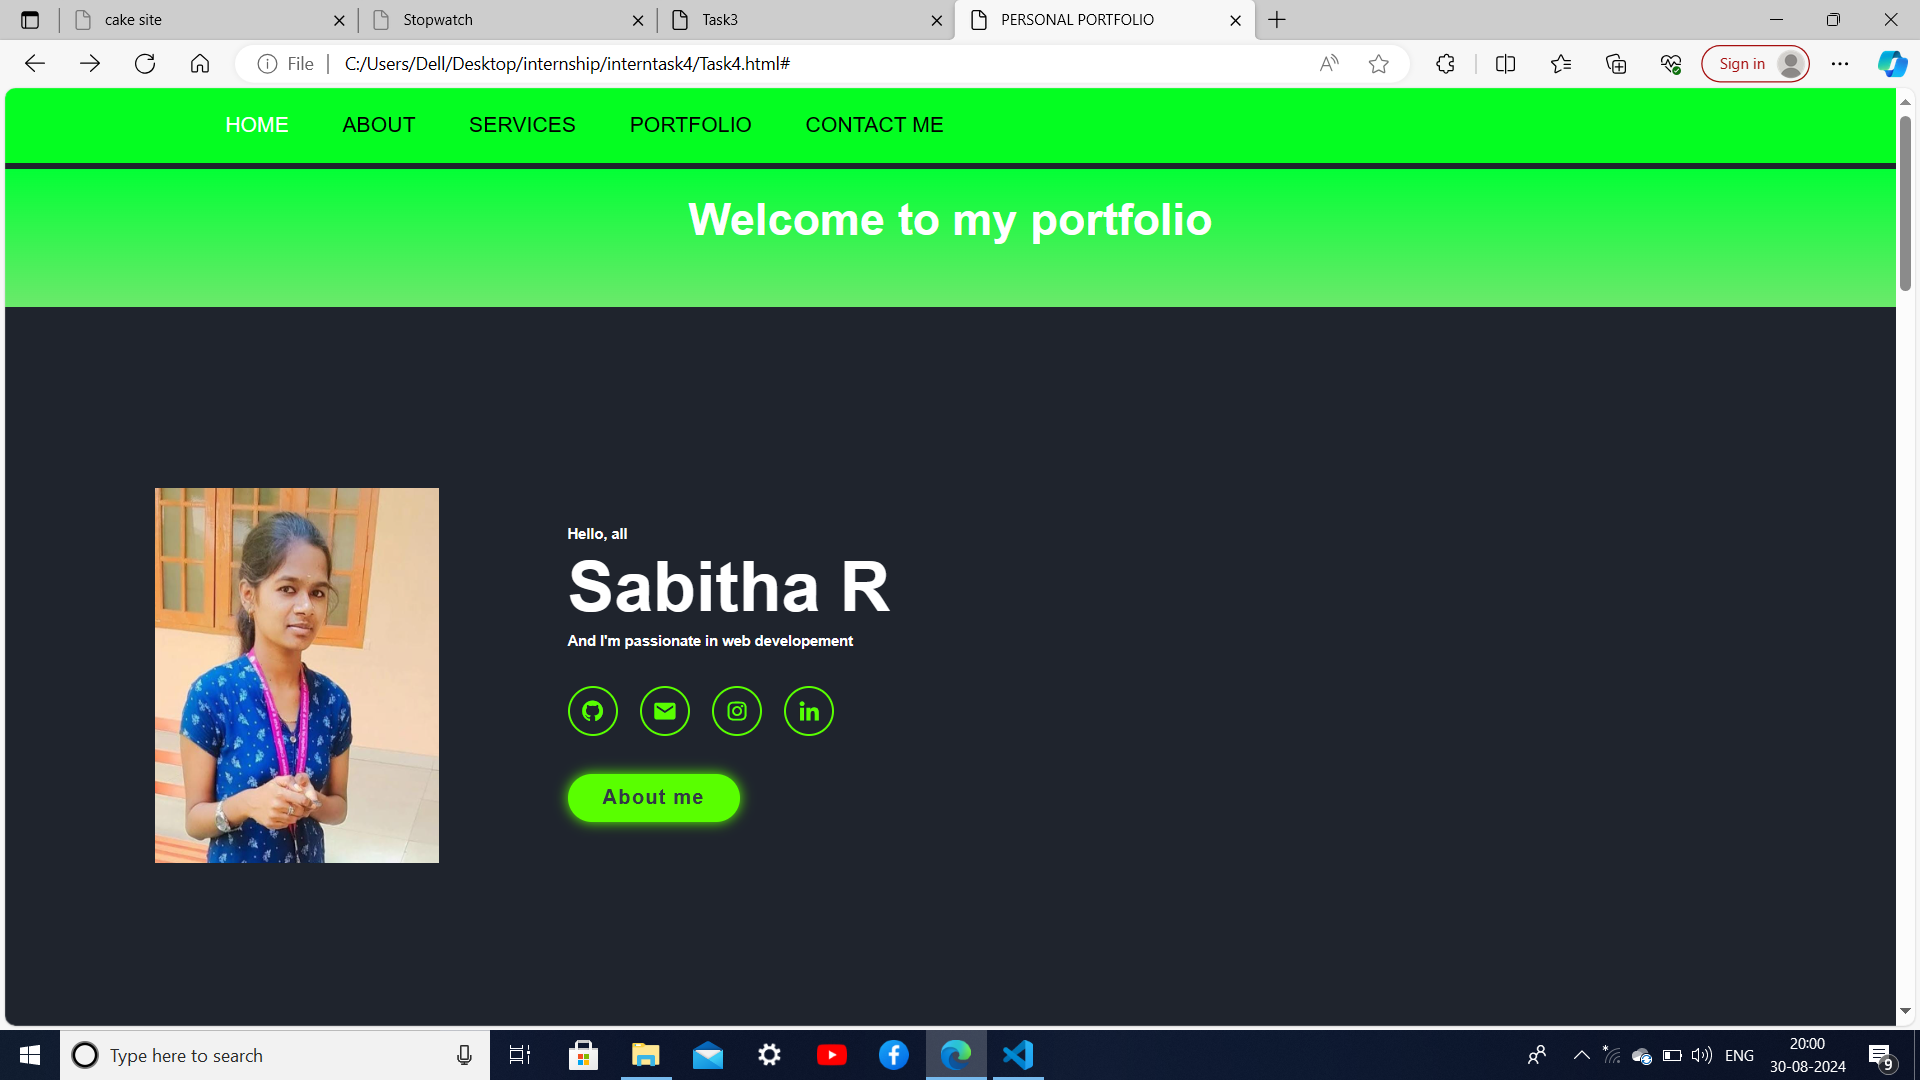 cake site
Stopwatch
Task3
PERSONAL PORTFOLIO
File
C:/Users/Dell/Desktop/internship/interntask4/Task4.html#
Sign in
HOME ABOUT SERVICES PORTFOLIO CONTACT ME
Welcome to my portfolio
Hello, all
Sabitha R
And I'm passionate in web developement
About me
Type here to search
ENG
20:00
30-08-2024
9